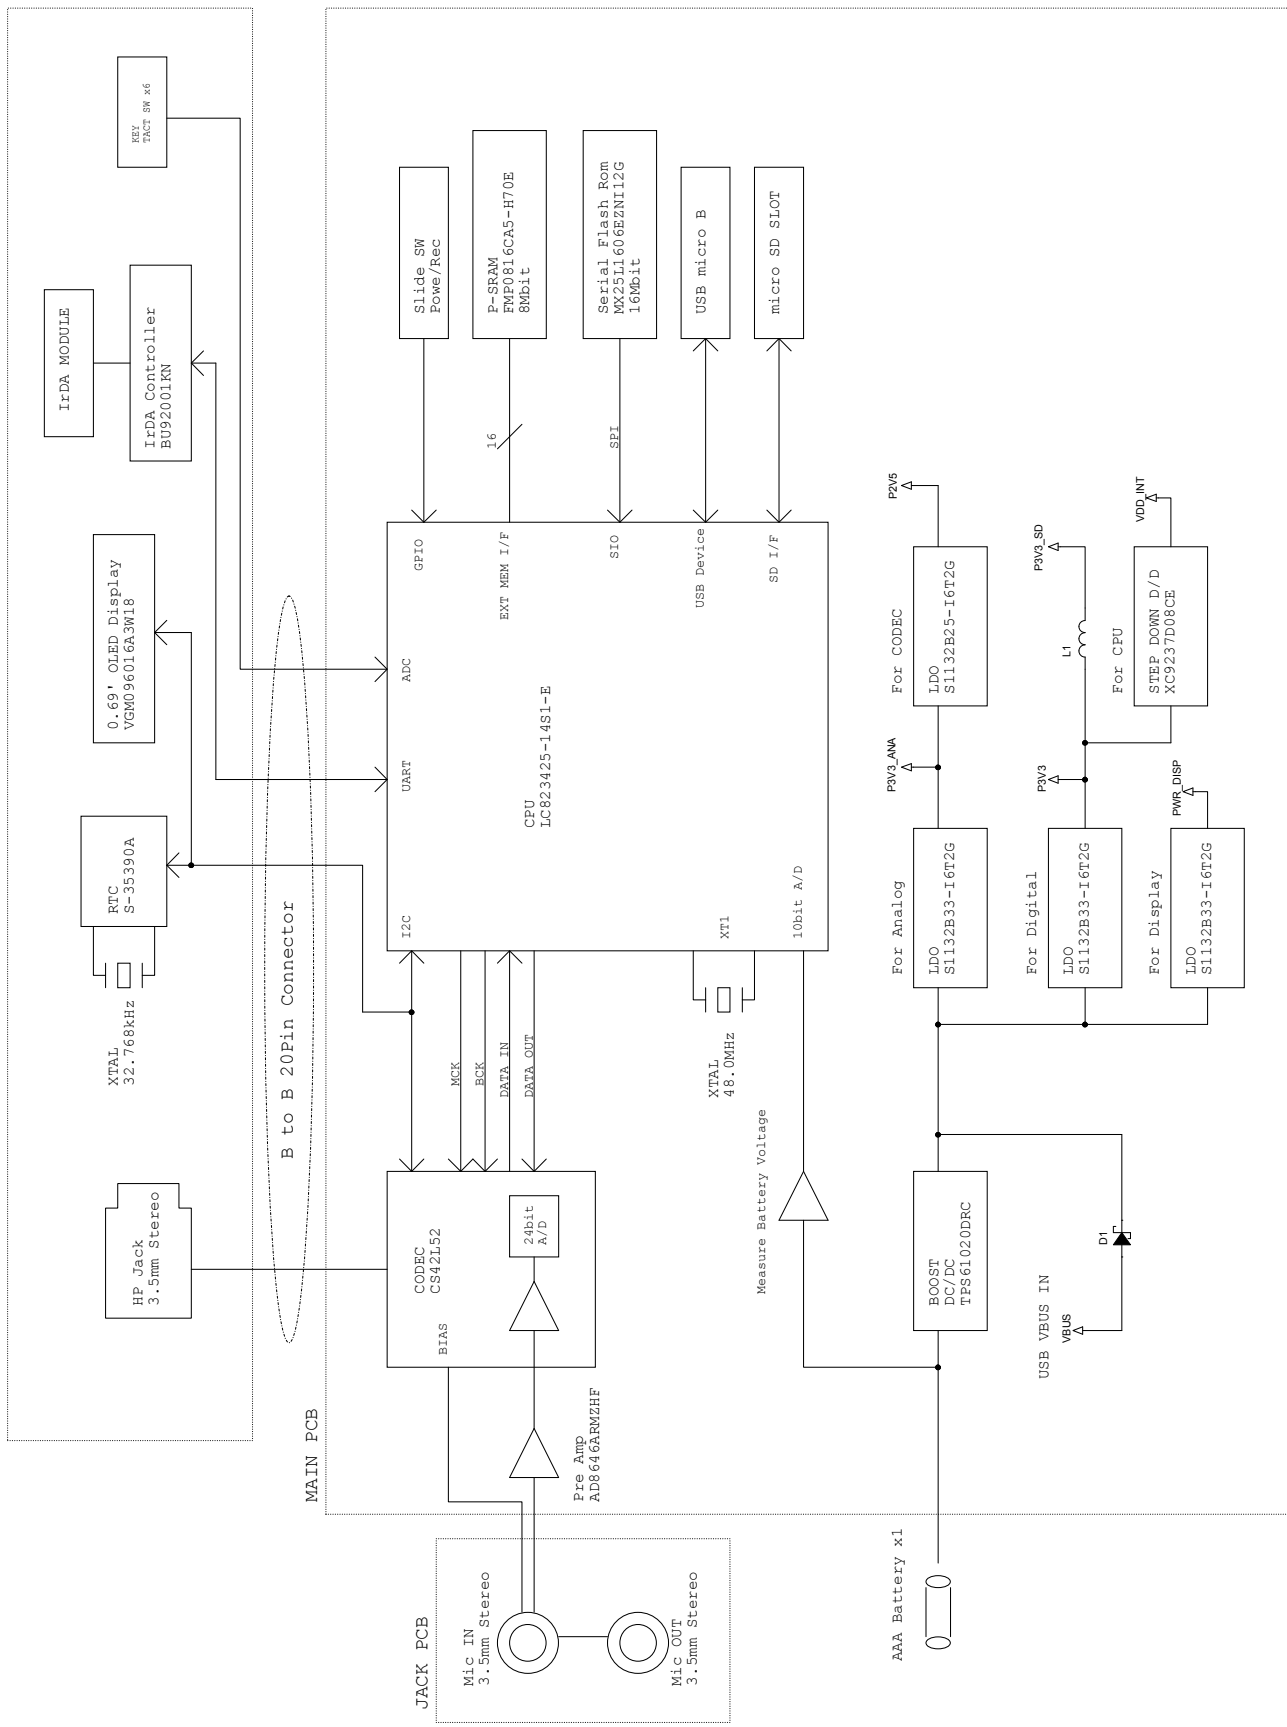 KEY
TACT SW x6
IrDA MODULE
IrDA Controller
BU92001KN
0.69' OLED Display
VGM096016A3W18
RTC
S-35390A
XTAL
32.768kHz
HP Jack
3.5mm Stereo
B to B 20Pin Connector
MAIN PCB
Slide SW
Powe/Rec
P-SRAM
FMP0816CA5-H70E
8Mbit
Serial Flash Rom
MX25L1606EZNI12G
16Mbit
USB micro B
micro SD SLOT
16
SPI
GPIO
EXT MEM I/F
SIO
USB Device
SD I/F
ADC
UART
I2C
CPU
LC823425-14S1-E
XT1
10bit A/D
MCK
BCK
DATA IN
DATA OUT
XTAL
48.0MHz
CODEC
CS42L52
24bit
A/D
BIAS
Pre Amp
AD8646ARMZHF
Measure Battery Voltage
JACK PCB
Mic IN
3.5mm Stereo
Mic OUT
3.5mm Stereo
AAA Battery x1
BOOST
DC/DC
TPS61020DRC
USB VBUS IN
VBUS
D1
For Analog
LDO
S1132B33-I6T2G
P3V3_ANA
For CODEC
LDO
S1132B25-I6T2G
P2V5
For Digital
LDO
S1132B33-I6T2G
P3V3
L1
P3V3_SD
For CPU
STEP DOWN D/D
XC9237D08CE
VDD_INT
For Display
LDO
S1132B33-I6T2G
PWR_DISP